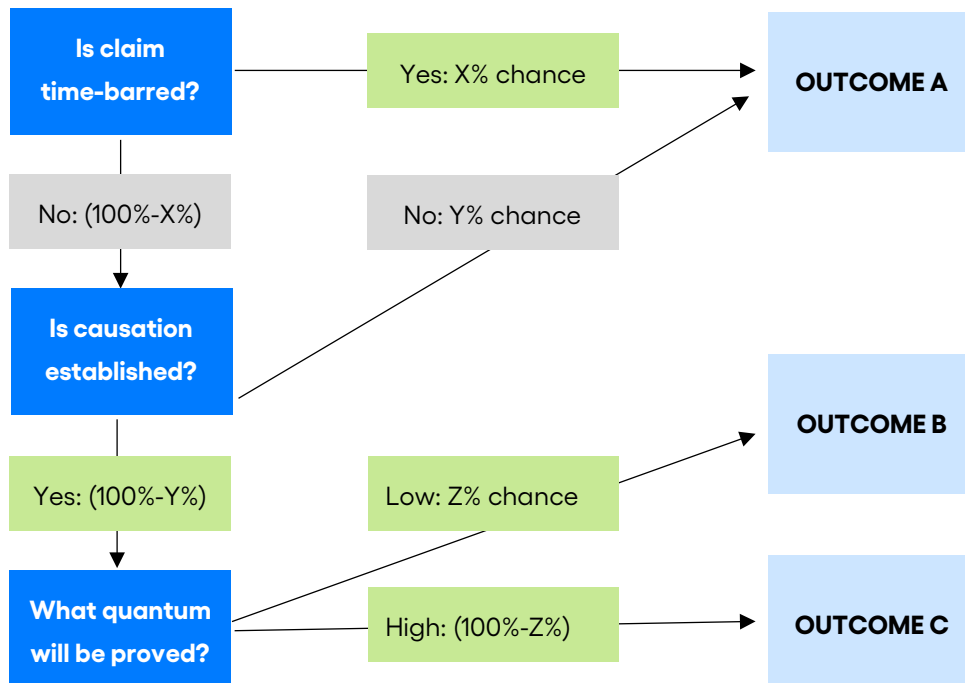 Is claim
time-barred?
Yes: X% chance
OUTCOME A
No: (100%-X%)
No: Y% chance
Is causation
established?
OUTCOME B
Yes: (100%-Y%)
Low: Z% chance
What quantum
will be proved?
High: (100%-Z%)
OUTCOME C